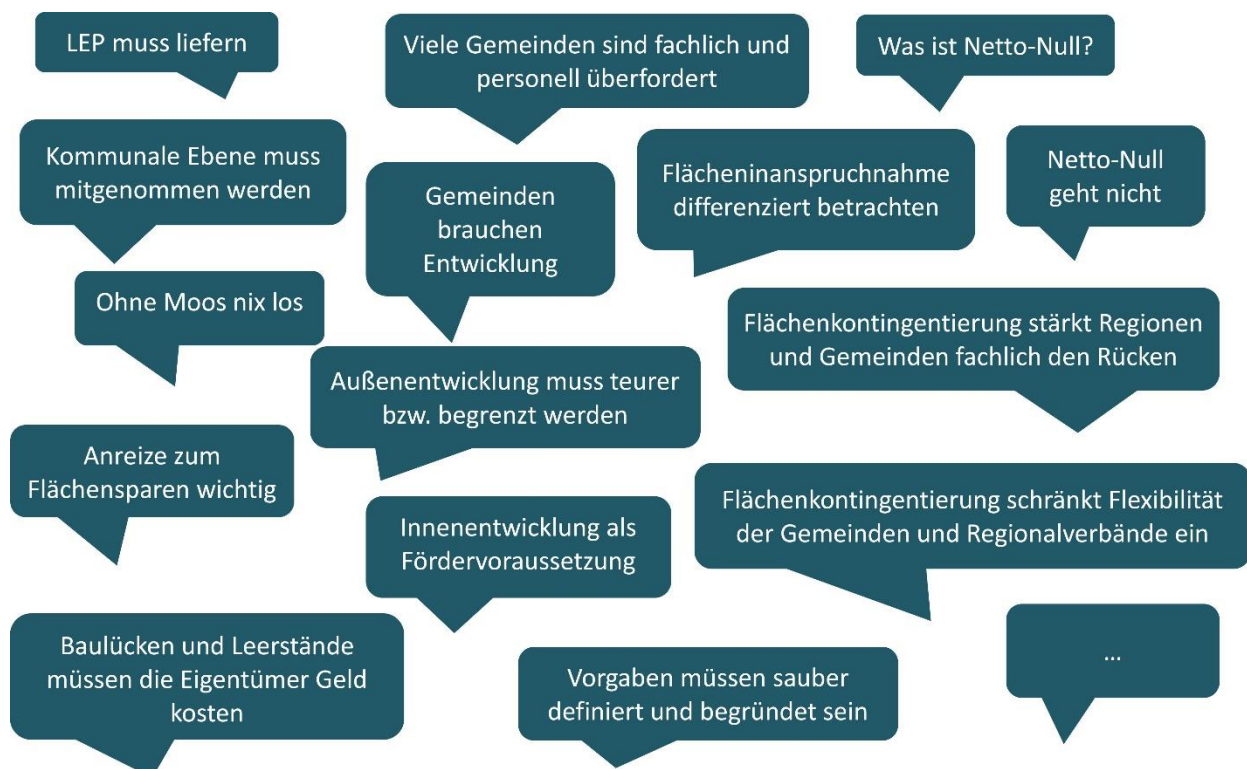 LEP muss liefern
Viele Gemeinden sind fachlich und
personell überfordert
Was ist Netto-Null?
Kommunale Ebene muss
mitgenommen werden
Gemeinden
brauchen
Entwicklung
Flächeninanspruchnahme
differenziert betrachten
Netto-Null
geht nicht
Ohne Moos nix los
Flächenkontingentierung stärkt Regionen
und Gemeinden fachlich den Rücken
Außenentwicklung muss teurer
bzw. begrenzt werden
Anreize zum
Flächensparen wichtig
Innenentwicklung als
Fördervoraussetzung
Flächenkontingentierung schränkt Flexibilität
der Gemeinden und Regionalverbände ein
Baulücken und Leerstände
müssen die Eigentümer Geld
kosten
Vorgaben müssen sauber
definiert und begründet sein
...